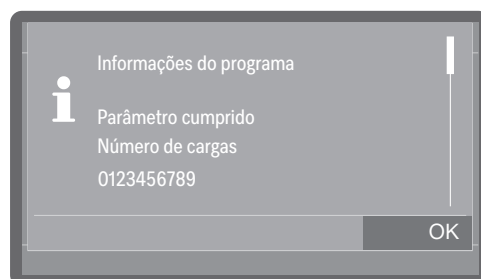 Informações do programa
Parâmetro cumprido
Número de cargas
0123456789
OK